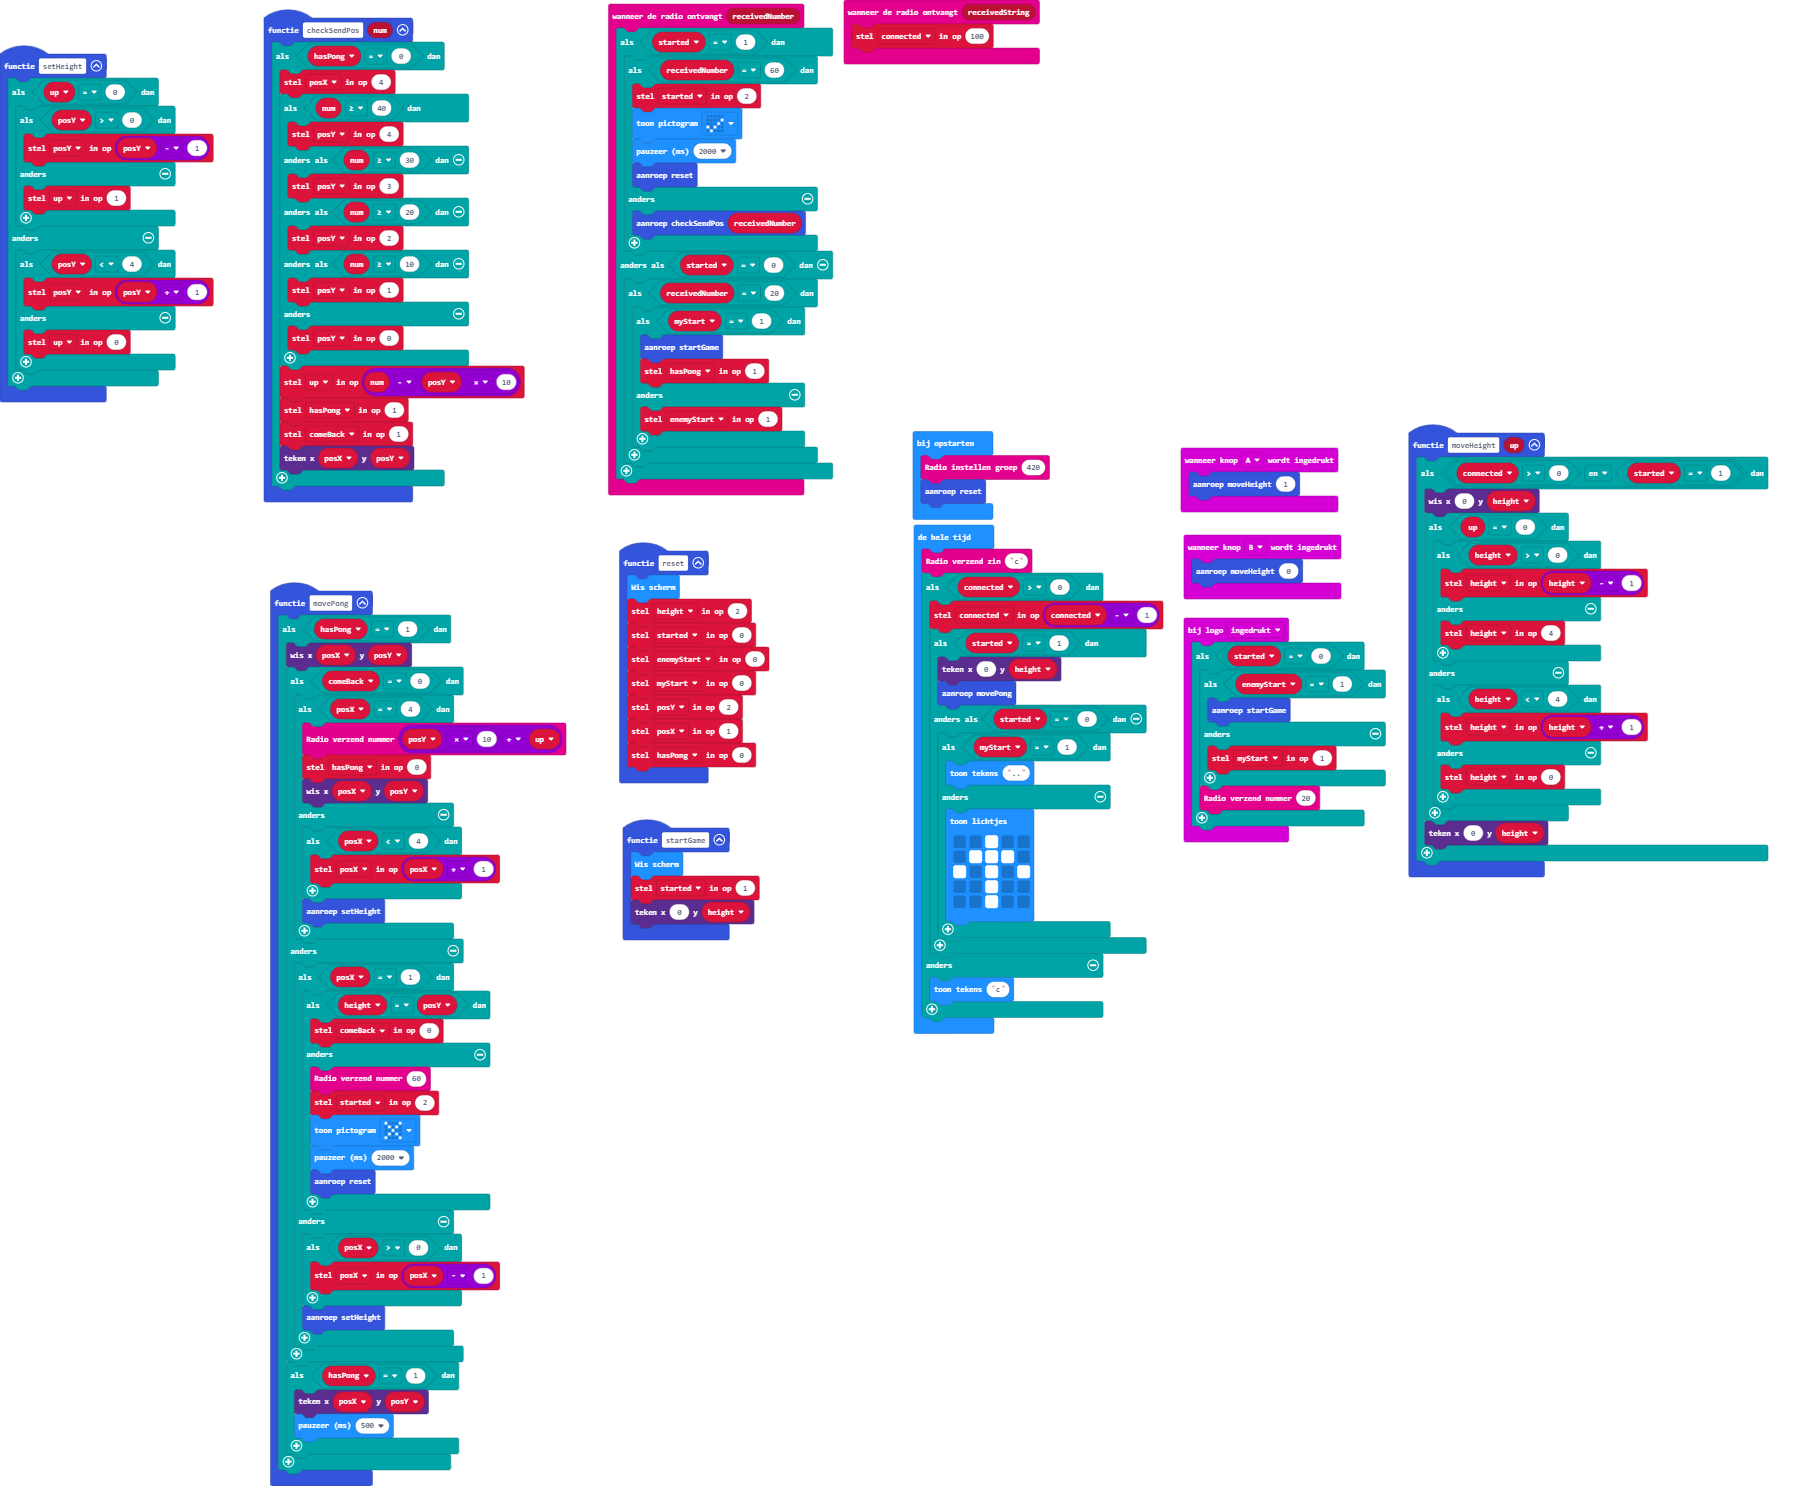 functie setHeight
als up = 0 dan
als posY > 0 dan
stel posY in op posY - 1
anders
stel up in op 1
anders
als posY < 4 dan
stel posY in op posY + 1
anders
stel up in op 0
functie checkSendPos num
als hasPong = 0 dan
stel posX in op 4
als num ≥ 40 dan
stel posY in op 4
anders als num ≥ 30 dan
stel posY in op 3
anders als num ≥ 20 dan
stel posY in op 2
anders als num ≥ 10 dan
stel posY in op 1
anders
stel posY in op 0
stel up in op num - posY × 10
stel hasPong in op 1
stel comeBack in op 1
teken x posX y posY
wanneer de radio ontvangt receivedNumber
als started = 1 dan
als receivedNumber = 60 dan
stel started in op 2
toon pictogram
pauzeer (ms) 2000
aanroep reset
anders
aanroep checkSendPos receivedNumber
anders als started = 0 dan
als receivedNumber = 20 dan
als myStart = 1 dan
aanroep startGame
stel hasPong in op 1
anders
stel enemyStart in op 1
wanneer de radio ontvangt receivedString
stel connected in op 100
functie movePong
als hasPong = 1 dan
wis x posX y posY
als comeBack = 0 dan
als posX = 4 dan
Radio verzend nummer posY × 10 + up
stel hasPong in op 0
wis x posX y posY
anders
als posX < 4 dan
stel posX in op posX + 1
aanroep setHeight
anders
als posX = 1 dan
als height = posY dan
stel comeBack in op 0
anders
Radio verzend nummer 60
stel started in op 2
toon pictogram
pauzeer (ms) 2000
aanroep reset
anders
als posX > 0 dan
stel posX in op posX - 1
aanroep setHeight
als hasPong = 1 dan
teken x posX y posY
pauzeer (ms) 500
functie reset
Wis scherm
stel height in op 2
stel started in op 0
stel enemyStart in op 0
stel myStart in op 0
stel posY in op 2
stel posX in op 1
stel hasPong in op 0
functie startGame
Wis scherm
stel started in op 1
teken x 0 y height
bij opstarten
Radio instellen groep 420
aanroep reset
de hele tijd
Radio verzend zin "c"
als connected > 0 dan
stel connected in op connected - 1
als started = 1 dan
teken x 0 y height
aanroep movePong
anders als started = 0 dan
als myStart = 1 dan
toon tekens ".."
anders
toon lichtjes
anders
toon tekens "c"
wanneer knop A wordt ingedrukt
aanroep moveHeight 1
wanneer knop B wordt ingedrukt
aanroep moveHeight 0
bij logo ingedrukt
als started = 0 dan
als enemyStart = 1 dan
aanroep startGame
anders
stel myStart in op 1
Radio verzend nummer 20
functie moveHeight up
als connected > 0 en started = 1 dan
wis x 0 y height
als up = 0 dan
als height > 0 dan
stel height in op height - 1
anders
stel height in op 4
anders
als height < 4 dan
stel height in op height + 1
anders
stel height in op 0
teken x 0 y height